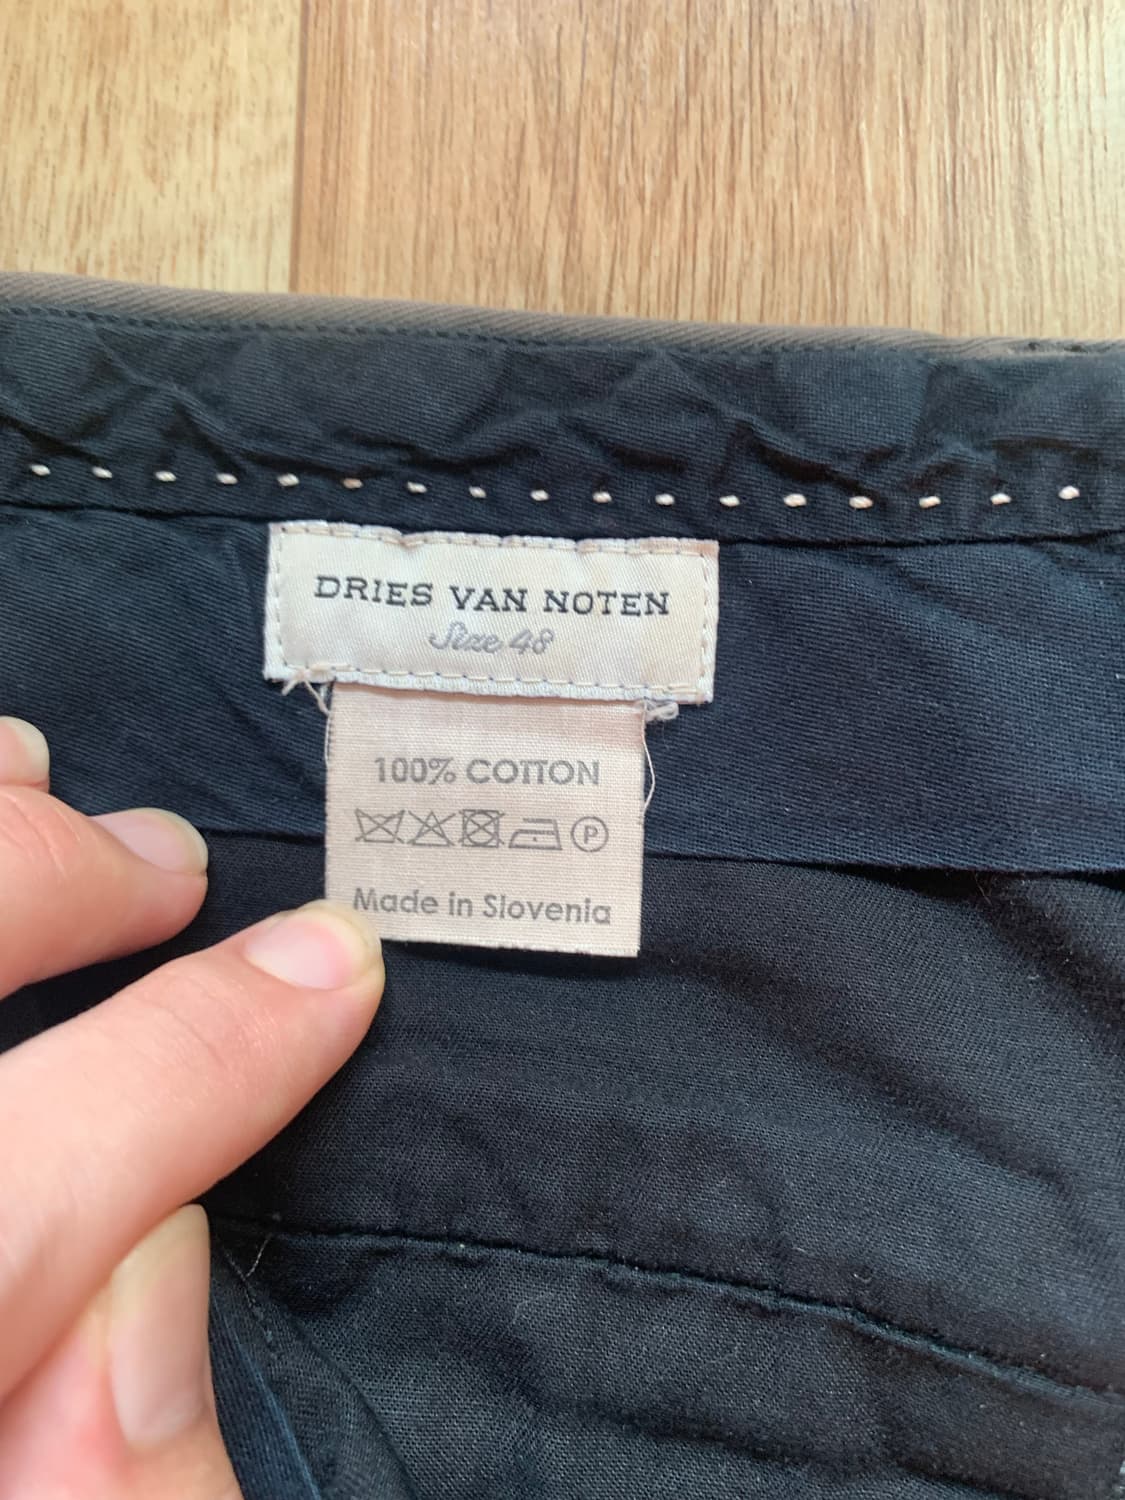 DRIES VAN NOTEN
Size 48
100% COTTON
P
Made in Slovenia